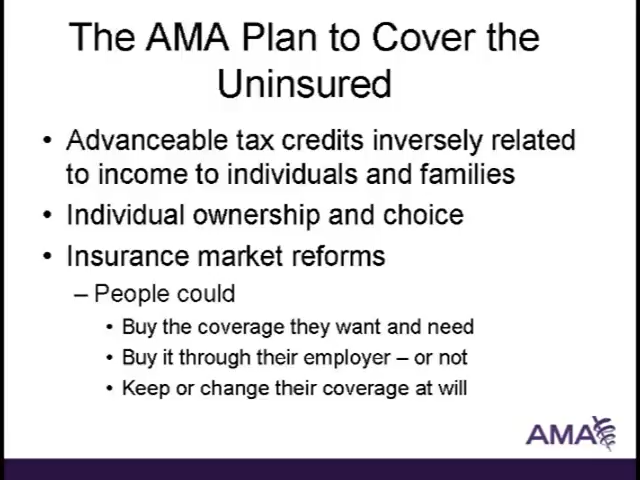 The AMA Plan to Cover the
Uninsured
• Advanceable tax credits inversely related
to income to individuals and families
• Individual ownership and choice
• Insurance market reforms
– People could
• Buy the coverage they want and need
• Buy it through their employer – or not
• Keep or change their coverage at will
AMA